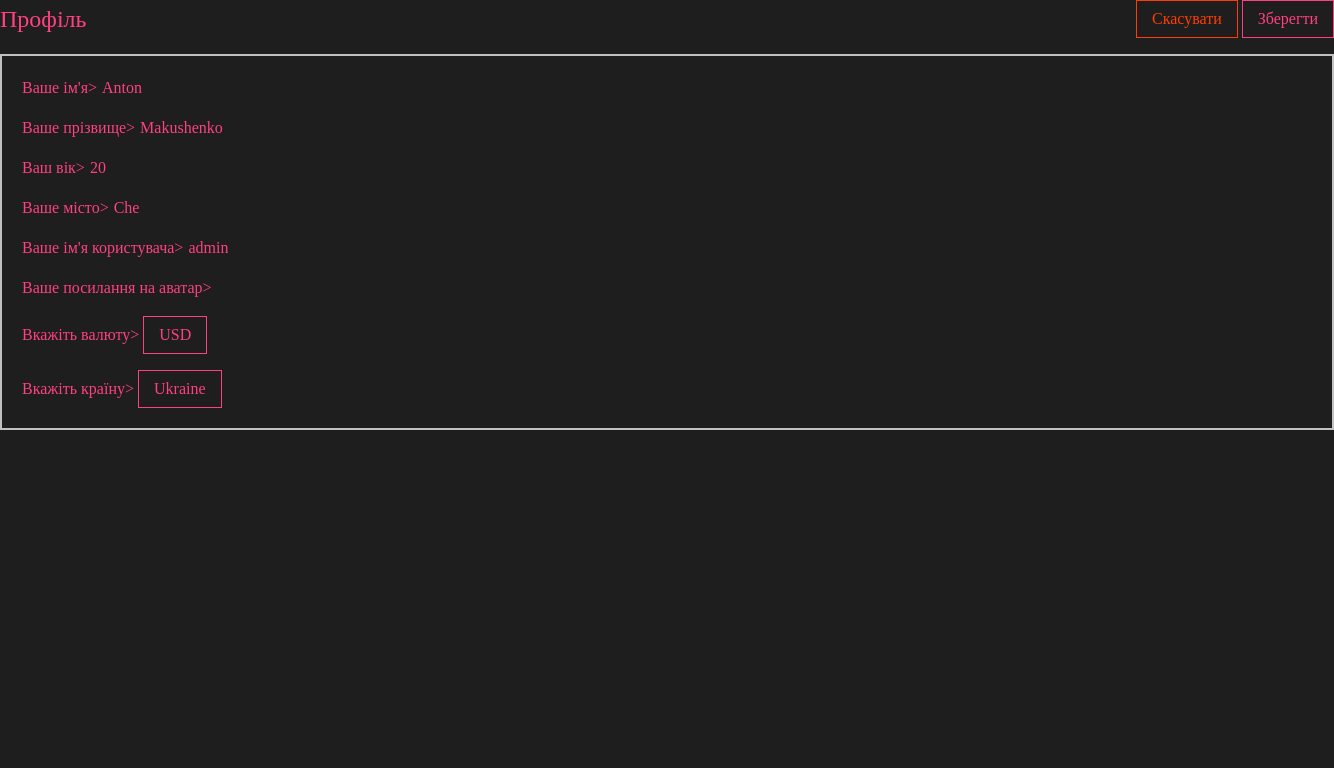 Профіль
Скасувати Зберегти
Ваше ім'я> Anton
Ваше прізвище> Makushenko
Ваш вік> 20
Ваше місто> Che
Ваше ім'я користувача> admin
Ваше посилання на аватар>
Вкажіть валюту> USD
Вкажіть країну> Ukraine